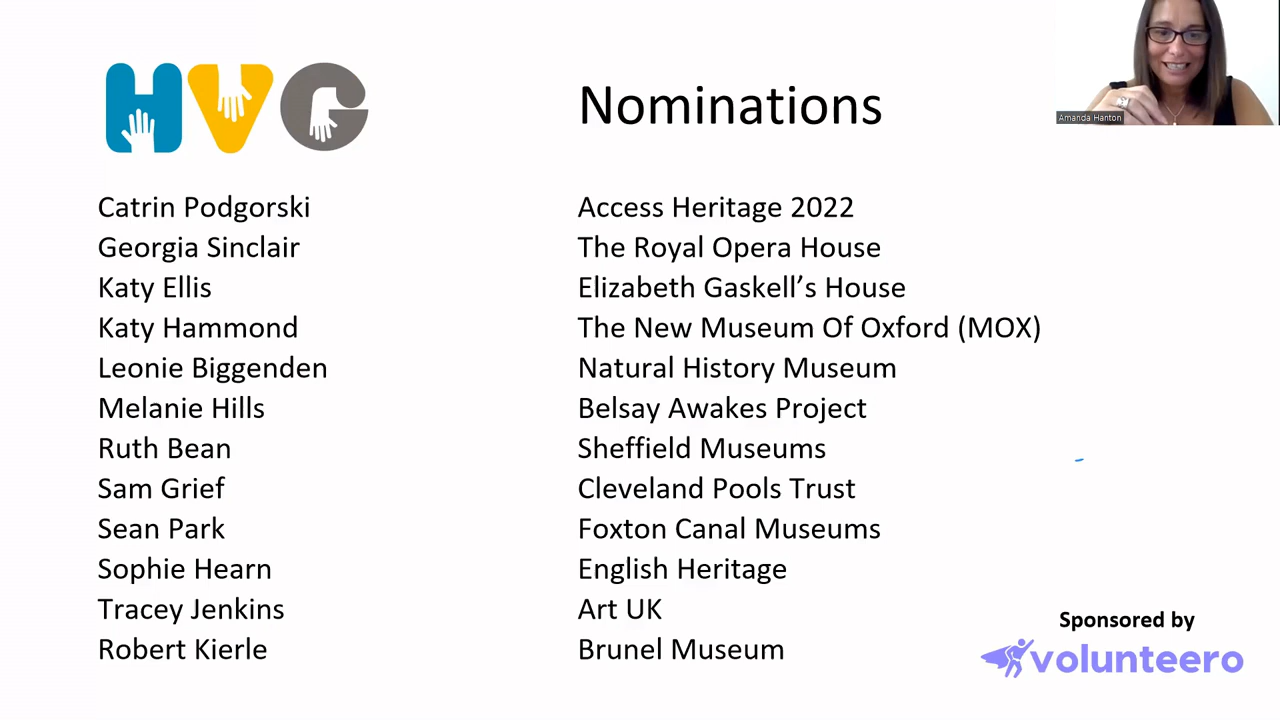 HVG
Nominations
Amanda Hanton
Catrin Podgorski Access Heritage 2022
Georgia Sinclair The Royal Opera House
Katy Ellis Elizabeth Gaskell’s House
Katy Hammond The New Museum Of Oxford (MOX)
Leonie Biggenden Natural History Museum
Melanie Hills Belsay Awakes Project
Ruth Bean Sheffield Museums
Sam Grief Cleveland Pools Trust
Sean Park Foxton Canal Museums
Sophie Hearn English Heritage
Tracey Jenkins Art UK
Robert Kierle Brunel Museum
Sponsored by
volunteero